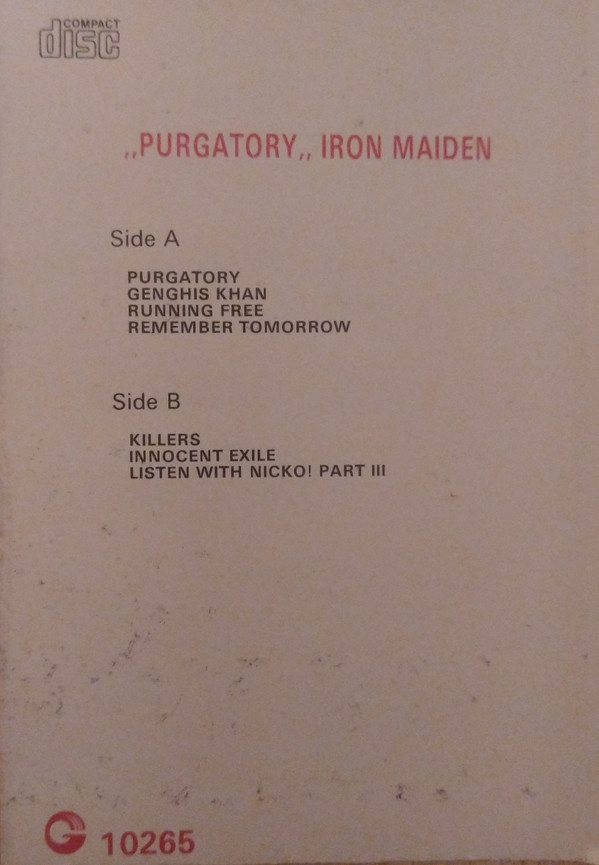 COMPACT
disc
,,PURGATORY,, IRON MAIDEN
Side A
PURGATORY
GENGHIS KHAN
RUNNING FREE
REMEMBER TOMORROW
Side B
KILLERS
INNOCENT EXILE
LISTEN WITH NICKO! PART III
G 10265